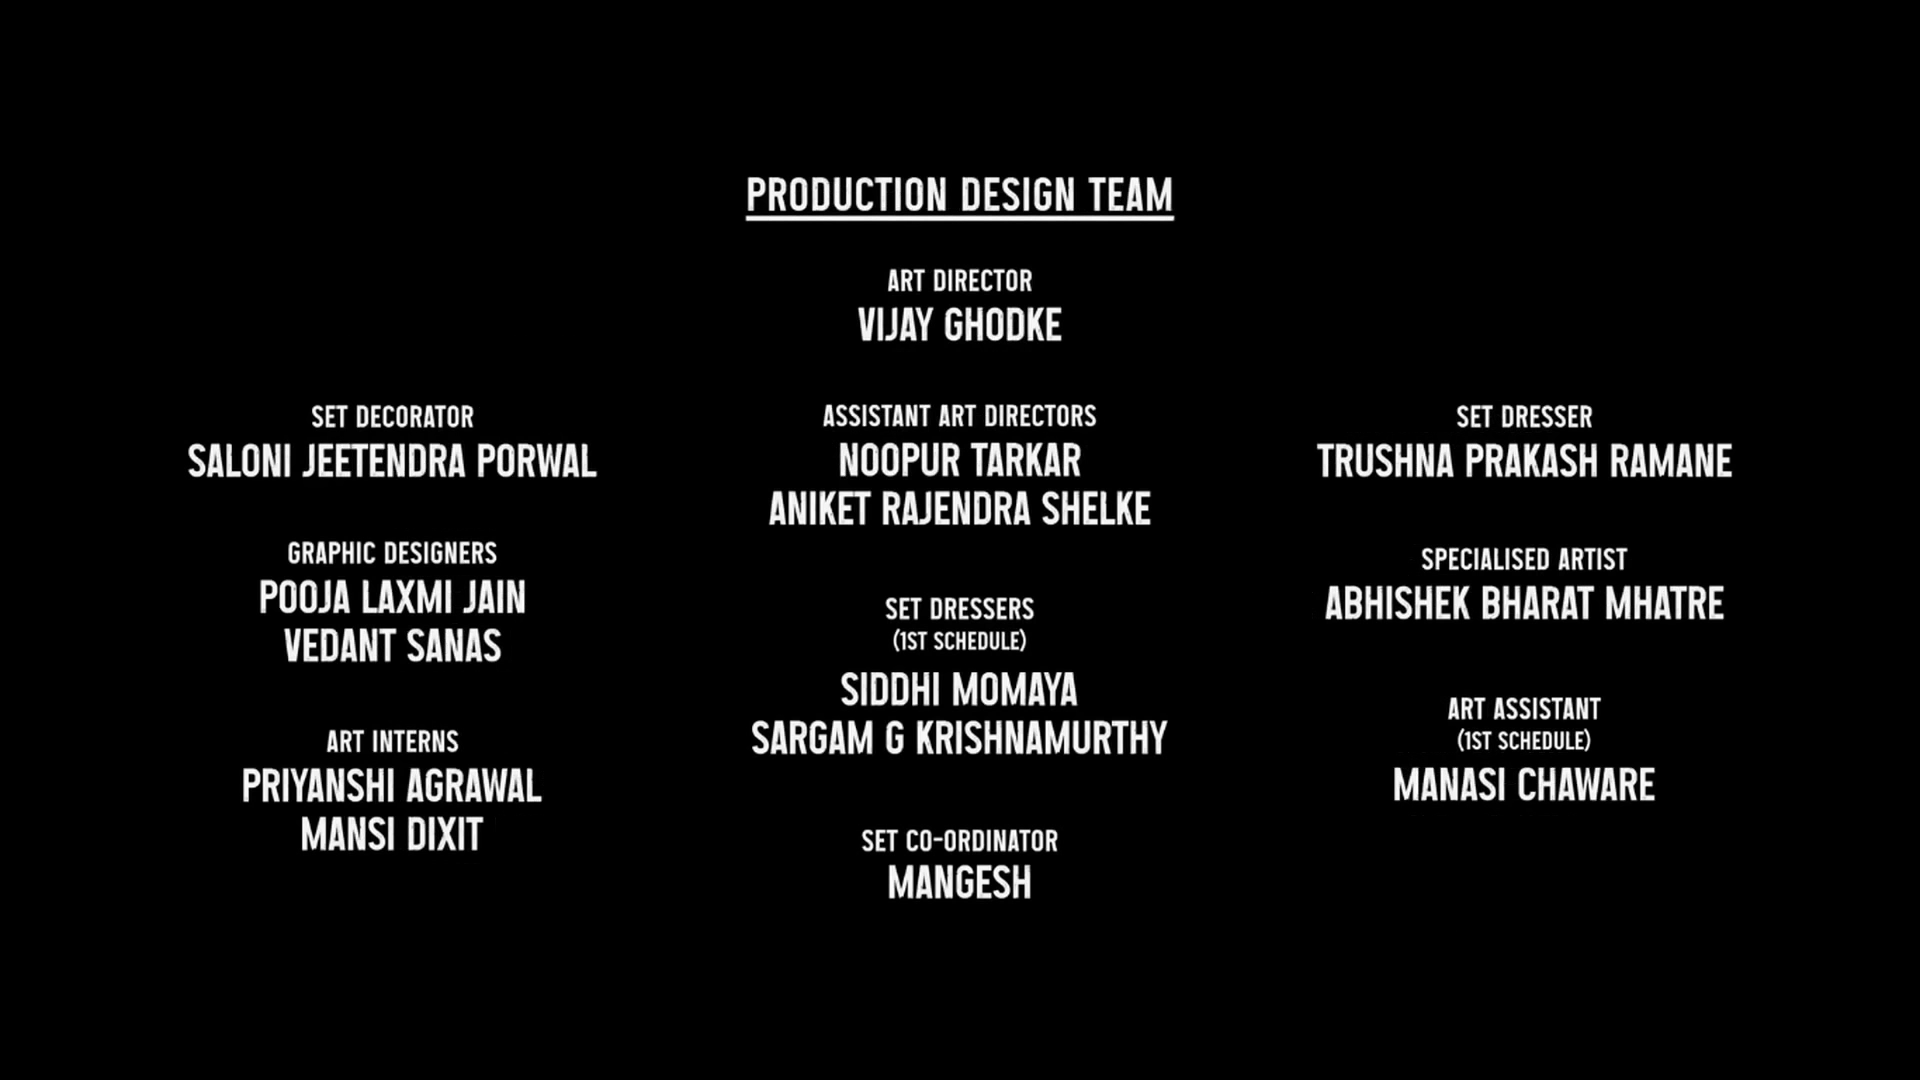 PRODUCTION DESIGN TEAM
ART DIRECTOR
VIJAY GHODKE
SET DECORATOR
SALONI JEETENDRA PORWAL
GRAPHIC DESIGNERS
POOJA LAXMI JAIN
VEDANT SANAS
ART INTERNS
PRIYANSHI AGRAWAL
MANSI DIXIT
ASSISTANT ART DIRECTORS
NOOPUR TARKAR
ANIKET RAJENDRA SHELKE
SET DRESSERS
(1ST SCHEDULE)
SIDDHI MOMAYA
SARGAM G KRISHNAMURTHY
SET CO-ORDINATOR
MANGESH
SET DRESSER
TRUSHNA PRAKASH RAMANE
SPECIALISED ARTIST
ABHISHEK BHARAT MHATRE
ART ASSISTANT
(1ST SCHEDULE)
MANASI CHAWARE